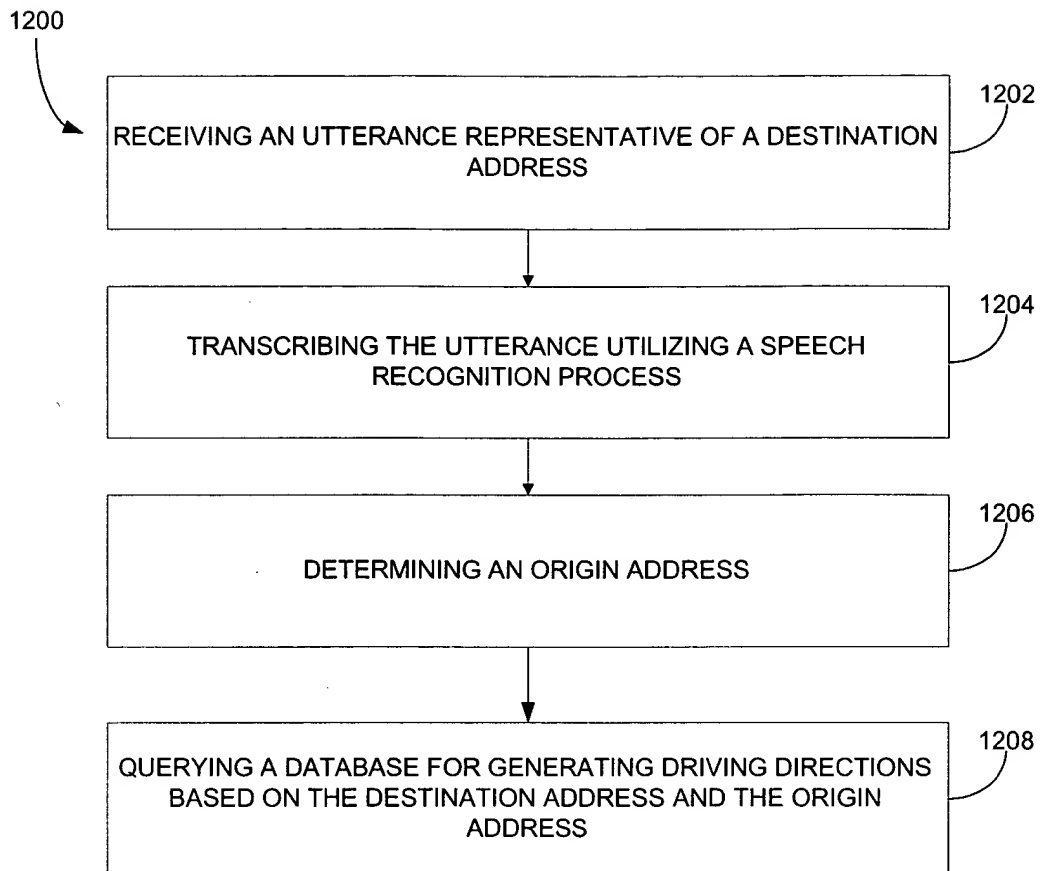 1200
1202
RECEIVING AN UTTERANCE REPRESENTATIVE OF A DESTINATION
ADDRESS
1204
TRANSCRIBING THE UTTERANCE UTILIZING A SPEECH
RECOGNITION PROCESS
1206
DETERMINING AN ORIGIN ADDRESS
1208
QUERYING A DATABASE FOR GENERATING DRIVING DIRECTIONS
BASED ON THE DESTINATION ADDRESS AND THE ORIGIN
ADDRESS